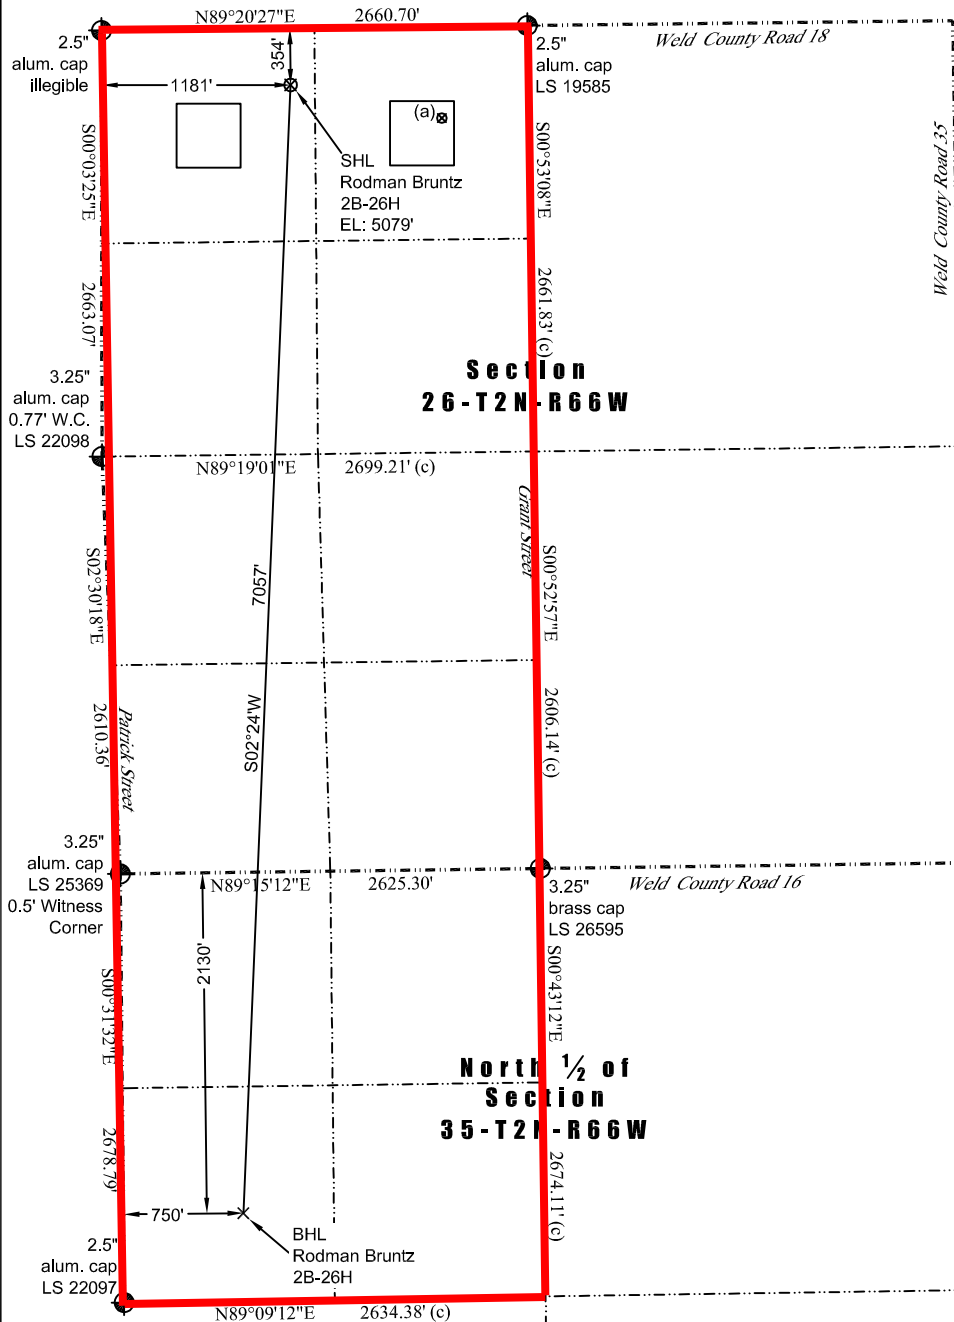 N89°20'27"E 2660.70'
2.5"
alum. cap
illegible
354'
1181'
2.5"
alum. cap
LS 19585
Weld County Road 18
Weld County Road 35
(a)
SHL
Rodman Bruntz
2B-26H
EL: 5079'
S00°03'25"E
2663.07'
S00°53'08"E
2661.83' (c)
Section
26-T2N-R66W
3.25"
alum. cap
0.77' W.C.
LS 22098
N89°19'01"E 2699.21' (c)
Grant Street
S02°30'18"E
2610.36'
Patrick Street
7057'
S02°24'W
S00°52'57"E
2606.14' (c)
3.25"
alum. cap
LS 25369
0.5' Witness
Corner
N89°15'12"E 2625.30'
3.25"
brass cap
LS 26595
Weld County Road 16
2130'
S00°31'32"E
2678.79'
S00°43'12"E
2674.11' (c)
North ½ of
Section
35-T2N-R66W
750'
BHL
Rodman Bruntz
2B-26H
2.5"
alum. cap
LS 22097
N89°09'12"E 2634.38' (c)